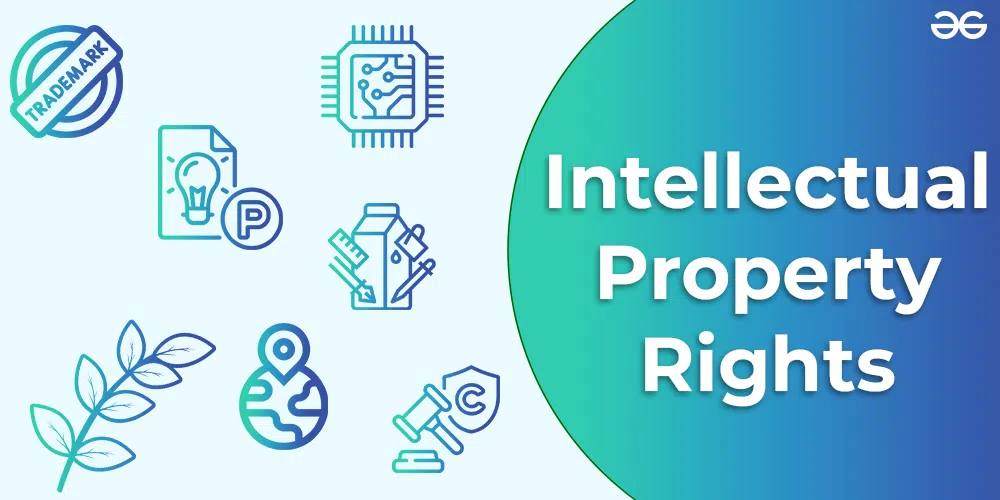 TRADEMARK
P
C
Intellectual
Property
Rights